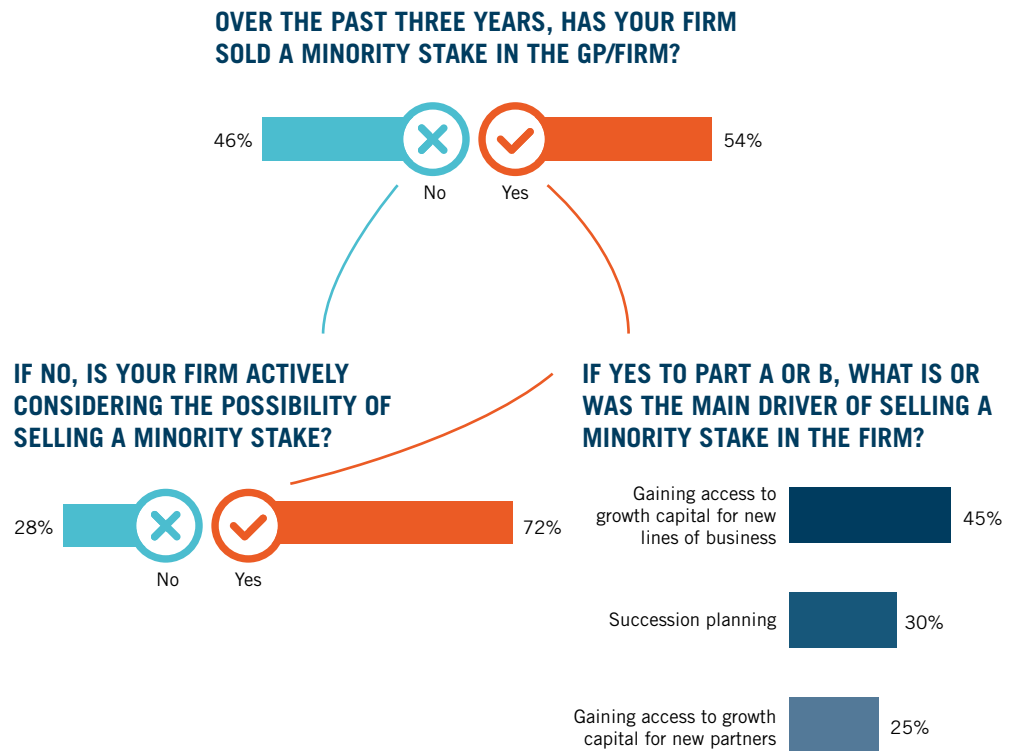 OVER THE PAST THREE YEARS, HAS YOUR FIRM
SOLD A MINORITY STAKE IN THE GP/FIRM?
46%
54%
No
Yes
IF NO, IS YOUR FIRM ACTIVELY
CONSIDERING THE POSSIBILITY OF
SELLING A MINORITY STAKE?
28%
72%
No
Yes
IF YES TO PART A OR B, WHAT IS OR
WAS THE MAIN DRIVER OF SELLING A
MINORITY STAKE IN THE FIRM?
Gaining access to
growth capital for new
lines of business
45%
Succession planning
30%
Gaining access to growth
capital for new partners
25%